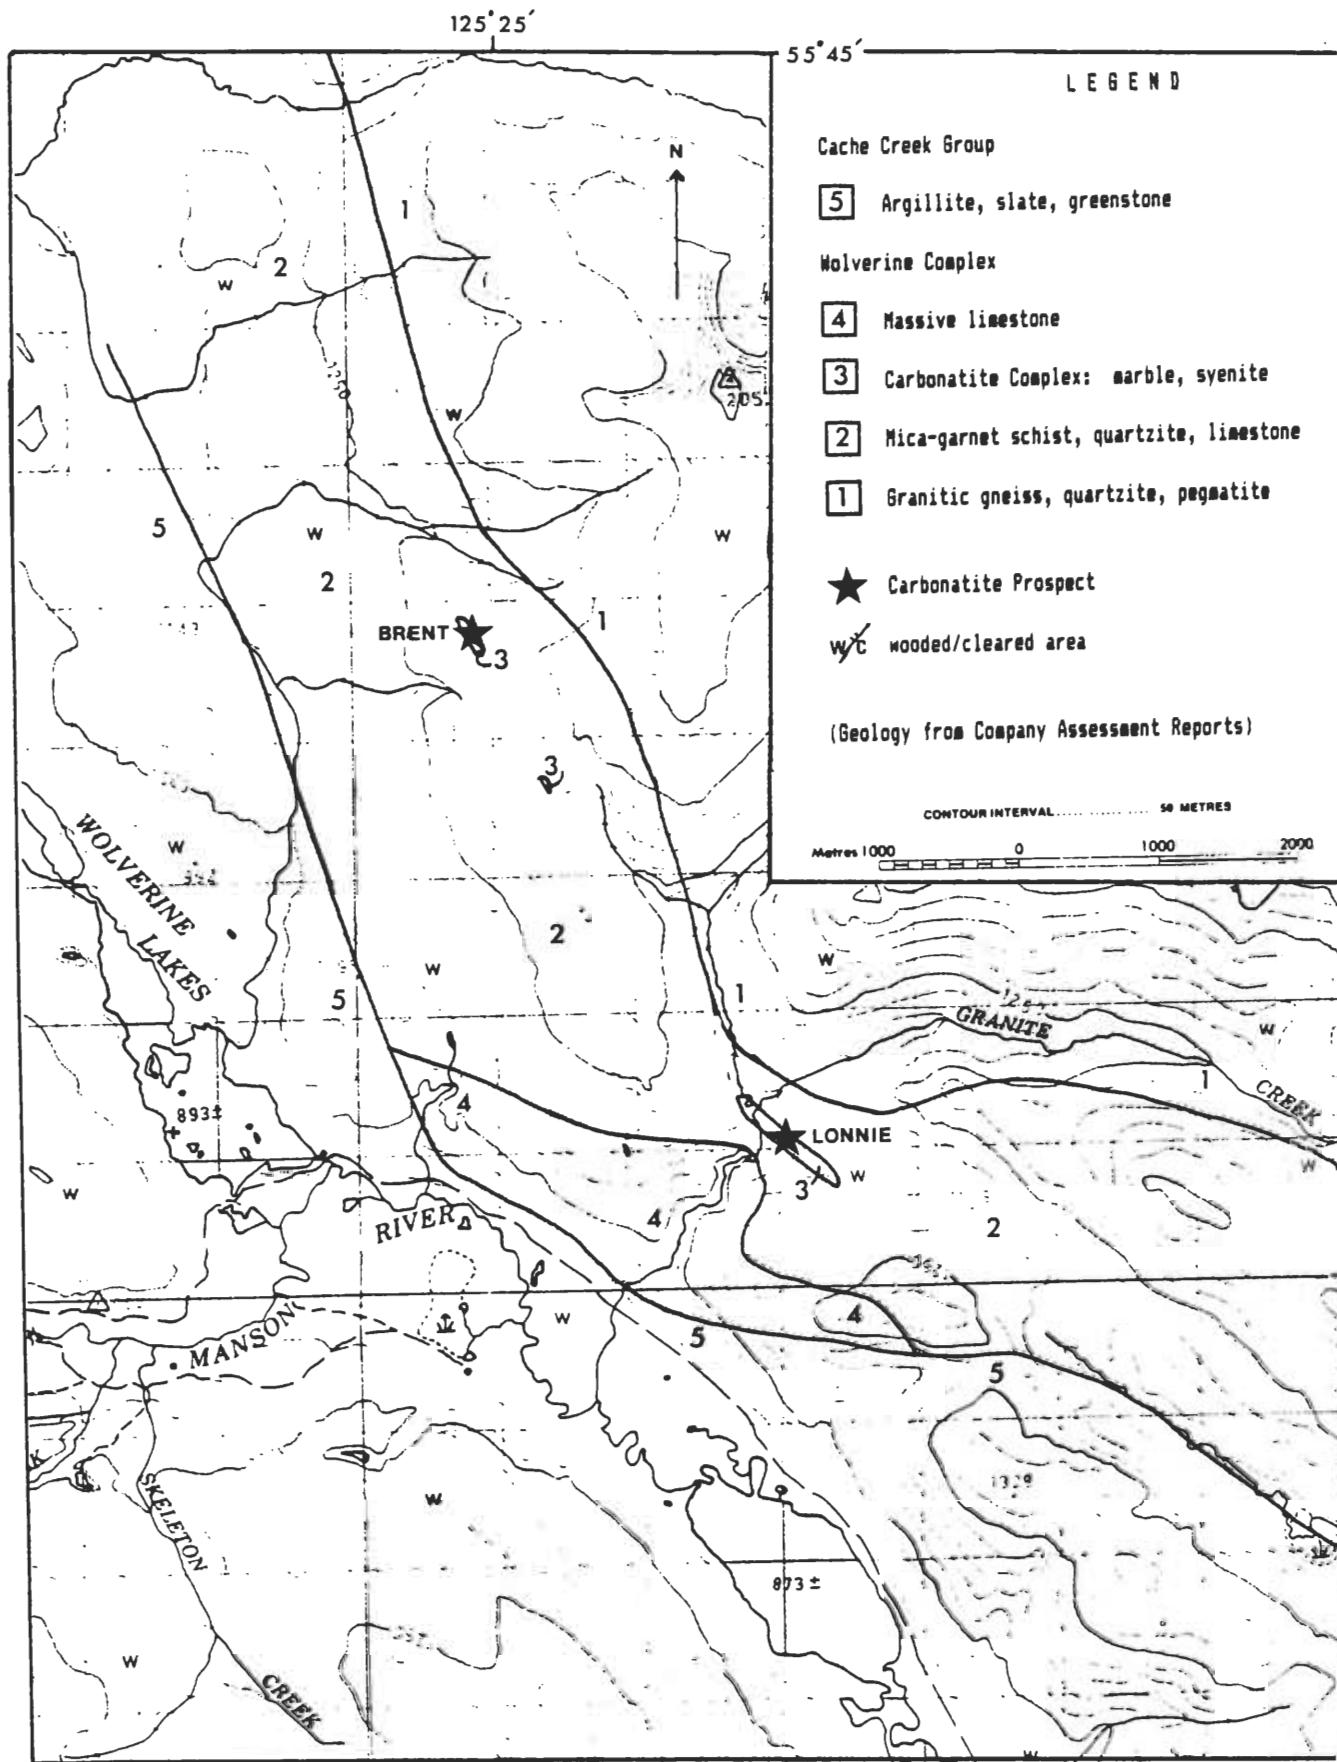 125°25′
55°45′
LEGEND
Cache Creek Group
5 Argillite, slate, greenstone
Wolverine Complex
4 Massive limestone
3 Carbonatite Complex: marble, syenite
2 Mica-garnet schist, quartzite, limestone
1 Granitic gneiss, quartzite, pegmatite
Carbonatite Prospect
W/C wooded/cleared area
(Geology from Company Assessment Reports)
CONTOUR INTERVAL .......... 50 METRES
Metres 1000 0 1000 2000
N
1
2
W
W
5
W
W
2
1
BRENT
3
3
WOLVERINE
LAKES
W
2
W
5
1
W
GRANITE
W
CREEK
1
893±
4
LONNIE
W
W
W
3
RIVER
4
2
W
4
5
5
MANSON
1339
SKELETON
W
873±
W
CREEK
W